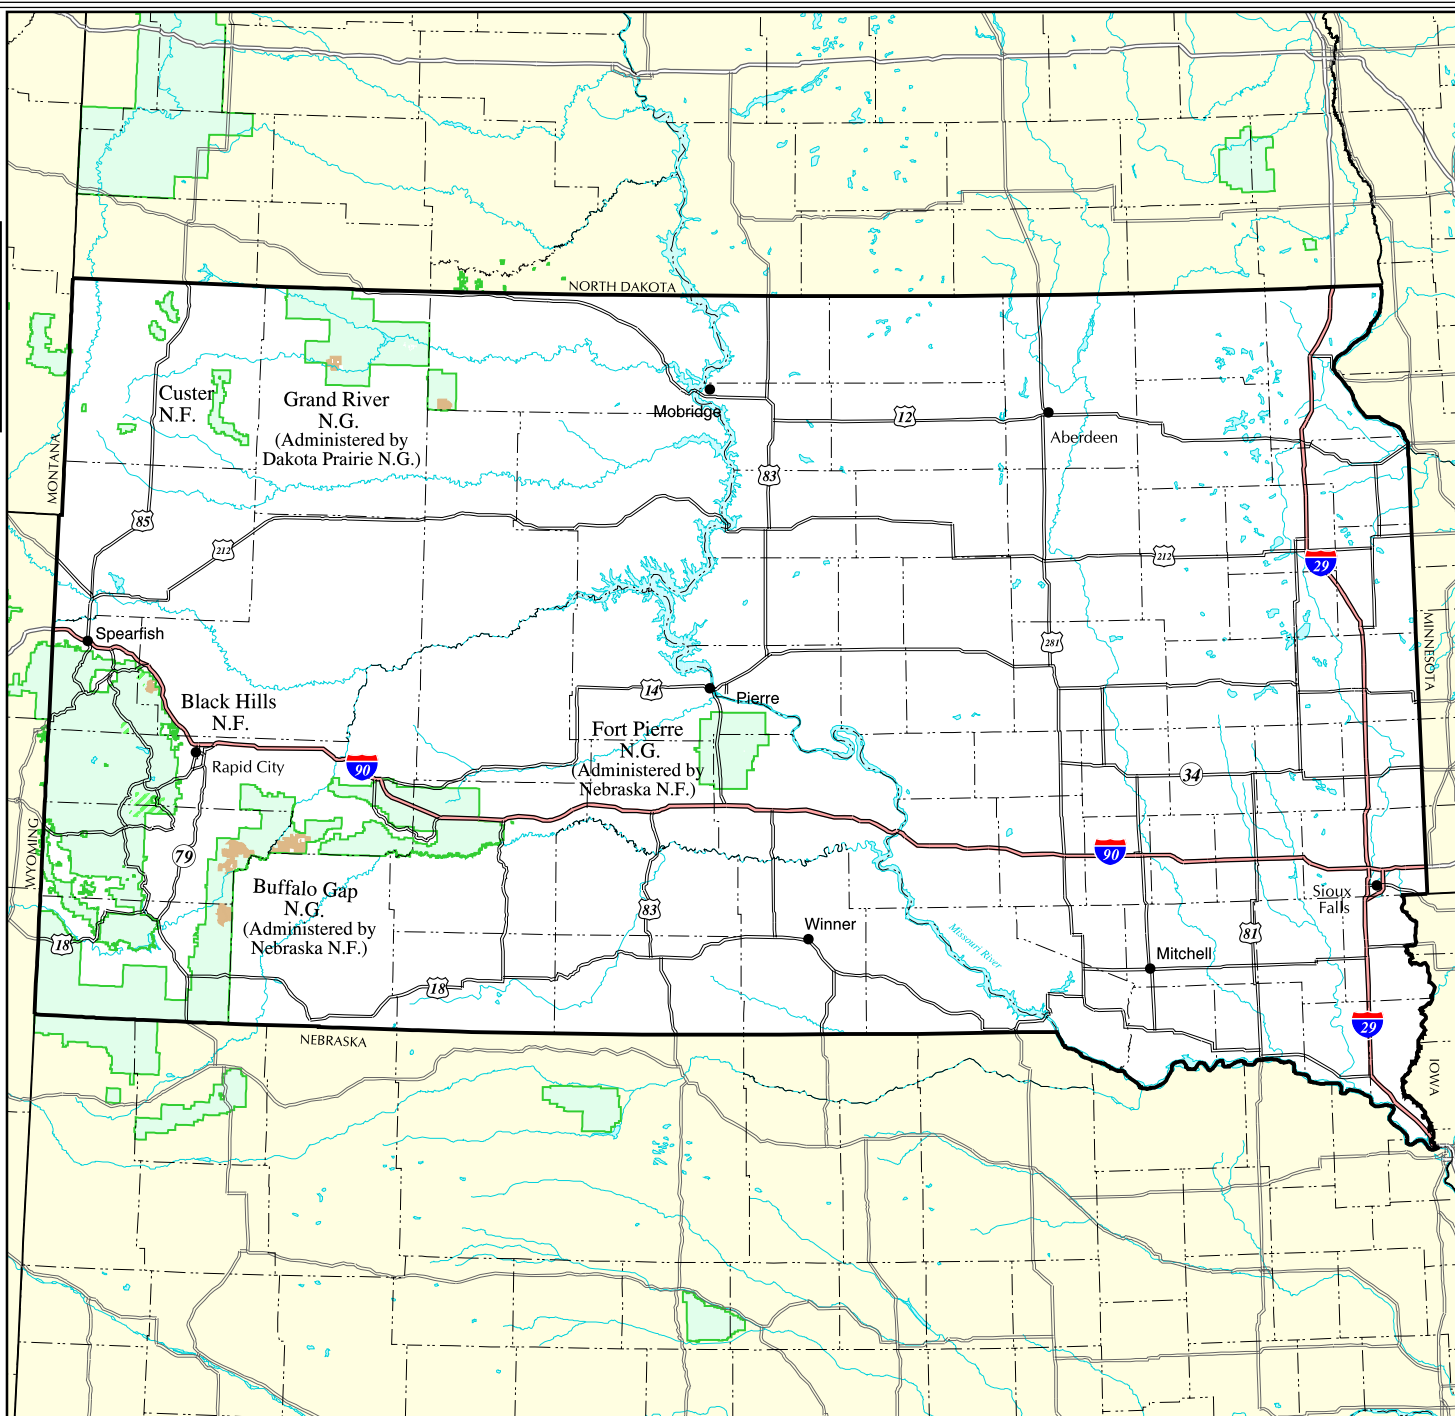 NORTH DAKOTA
Custer
N.F.
Grand River
N.G.
(Administered by
Dakota Prairie N.G.)
Mobridge
12
Aberdeen
MONTANA
83
85
212
212
29
281
Spearfish
MINNESOTA
Black Hills
N.F.
14
Pierre
Fort Pierre
N.G.
(Administered by
Nebraska N.F.)
Rapid City
90
34
WYOMING
79
90
Buffalo Gap
N.G.
(Administered by
Nebraska N.F.)
Sioux
Falls
83
Winner
81
18
Missouri River
Mitchell
18
29
NEBRASKA
IOWA